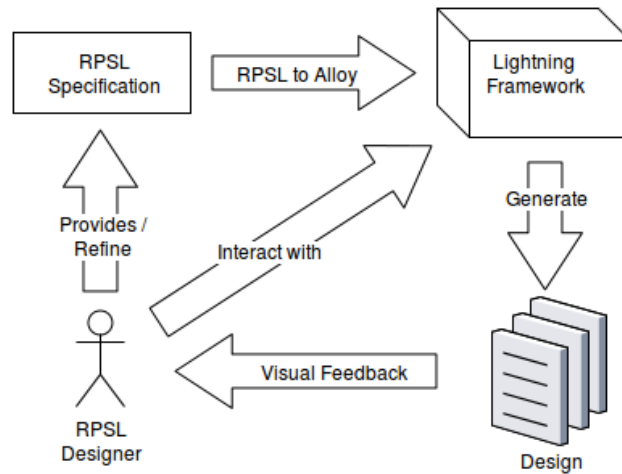 RPSL
Specification
RPSL to Alloy
Lightning
Framework
Provides /
Refine
Interact with
Generate
Visual Feedback
RPSL
Designer
Design